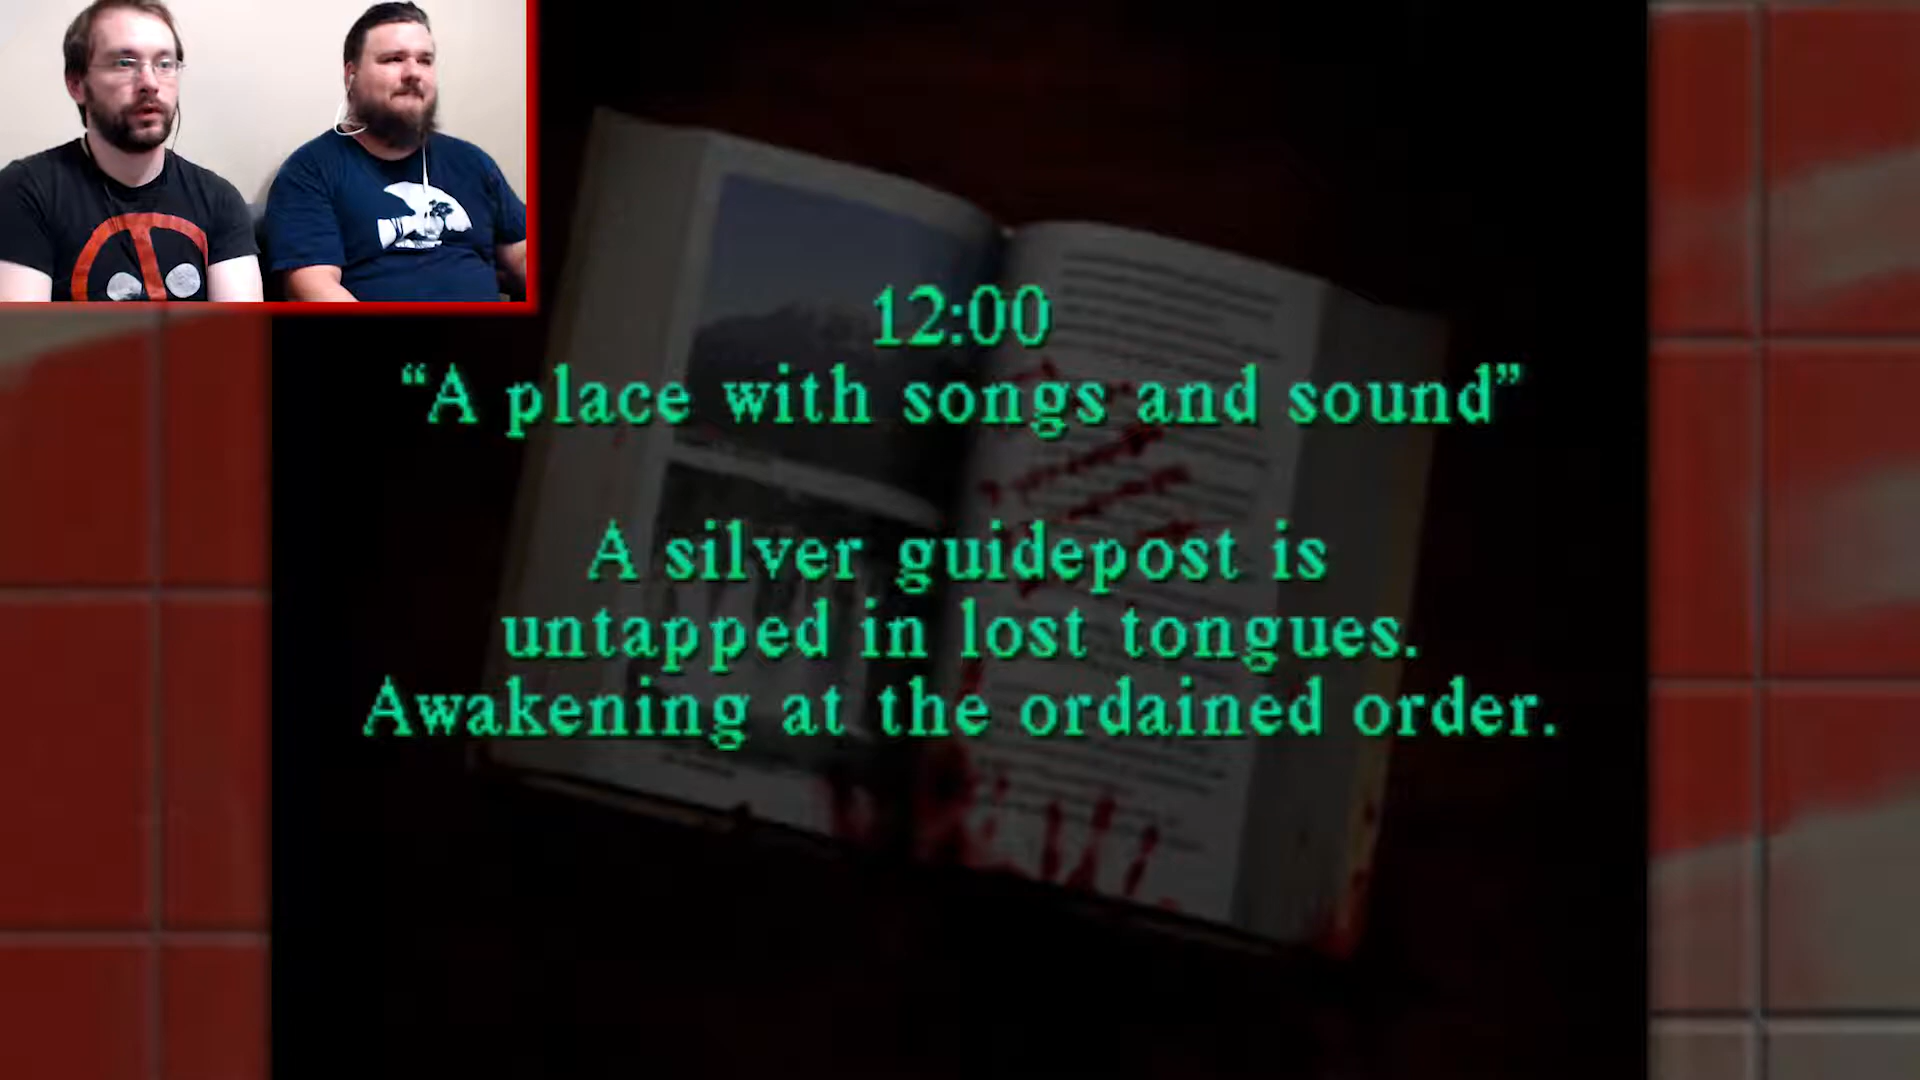 12:00
“A place with songs and sound”
A silver guidepost is
untapped in lost tongues.
Awakening at the ordained order.